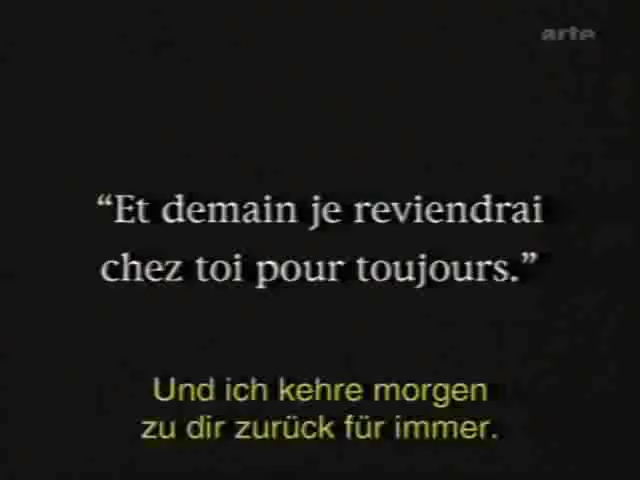 arte
“Et demain je reviendrai
chez toi pour toujours.”
Und ich kehre morgen
zu dir zurück für immer.